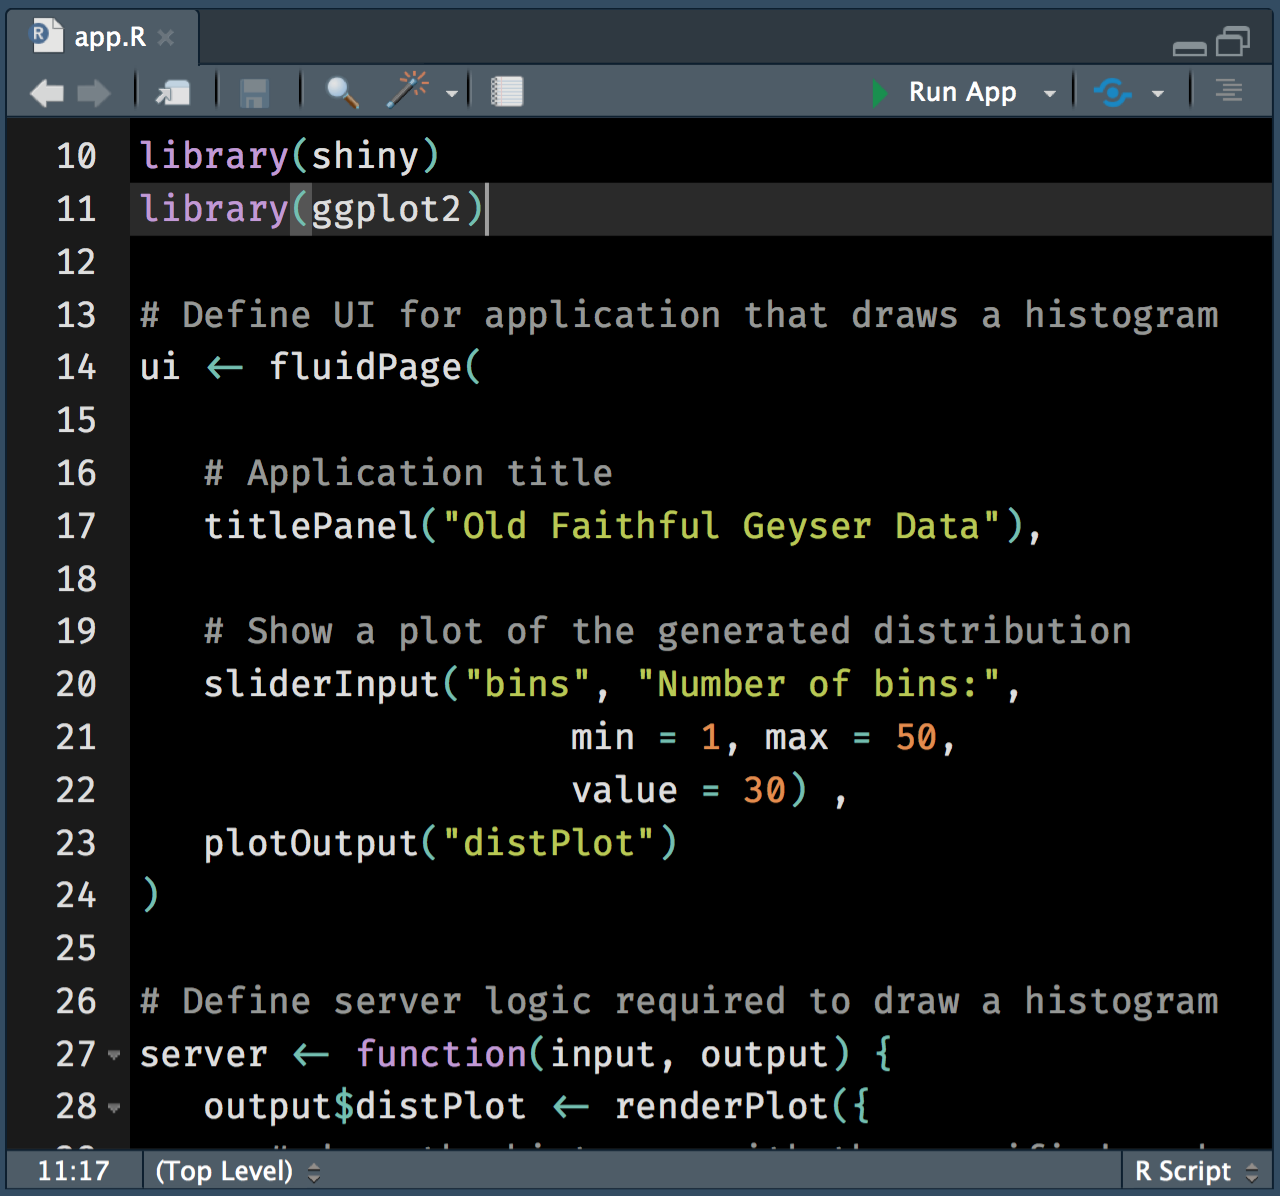 app.R
Run App
10 library(shiny)
11 library(ggplot2)
12
13 # Define UI for application that draws a histogram
14 ui <- fluidPage(
15
16 # Application title
17 titlePanel("Old Faithful Geyser Data"),
18
19 # Show a plot of the generated distribution
20 sliderInput("bins", "Number of bins:",
21 min = 1, max = 50,
22 value = 30) ,
23 plotOutput("distPlot")
24 )
25
26 # Define server logic required to draw a histogram
27 server <- function(input, output) {
28 output$distPlot <- renderPlot({
11:17 (Top Level) R Script